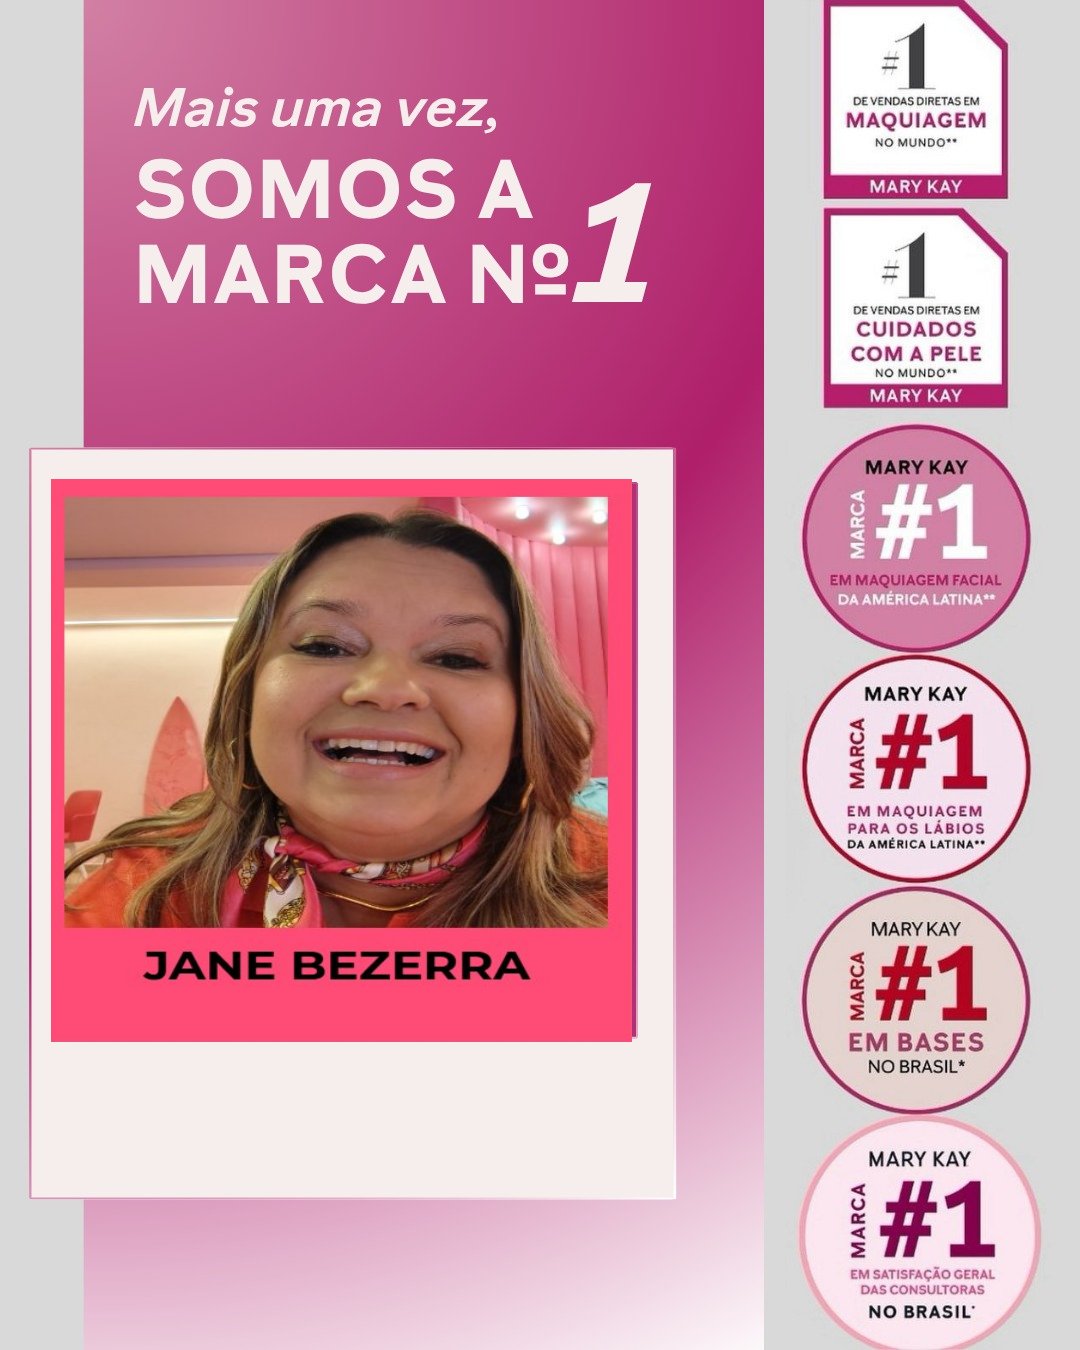 Mais uma vez,
SOMOS A
MARCA Nº1
JANE BEZERRA
#1
DE VENDAS DIRETAS EM
MAQUIAGEM
NO MUNDO**
MARY KAY
#1
DE VENDAS DIRETAS EM
CUIDADOS
COM A PELE
NO MUNDO**
MARY KAY
MARY KAY
MARCA
#1
EM MAQUIAGEM FACIAL
DA AMÉRICA LATINA**
MARY KAY
MARCA
#1
EM MAQUIAGEM
PARA OS LÁBIOS
DA AMÉRICA LATINA**
MARY KAY
MARCA
#1
EM BASES
NO BRASIL*
MARY KAY
MARCA
#1
EM SATISFAÇÃO GERAL
DAS CONSULTORAS
NO BRASIL*